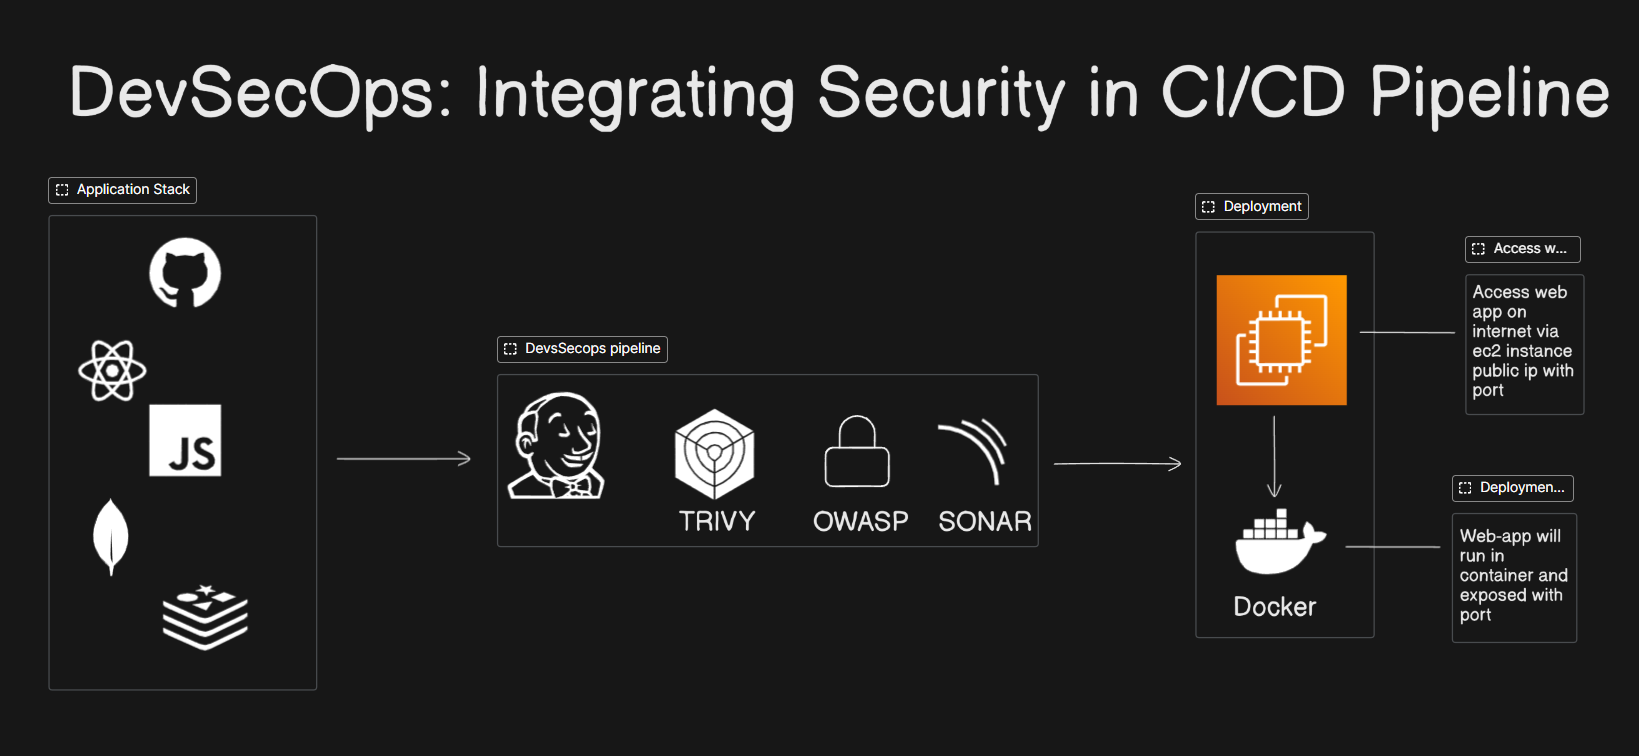 DevSecOps: Integrating Security in CI/CD Pipeline
Application Stack
JS
DevsSecops pipeline
TRIVY
OWASP
SONAR
Deployment
Docker
Access w...
Access web
app on
internet via
ec2 instance
public ip with
port
Deploymen...
Web-app will
run in
container and
exposed with
port